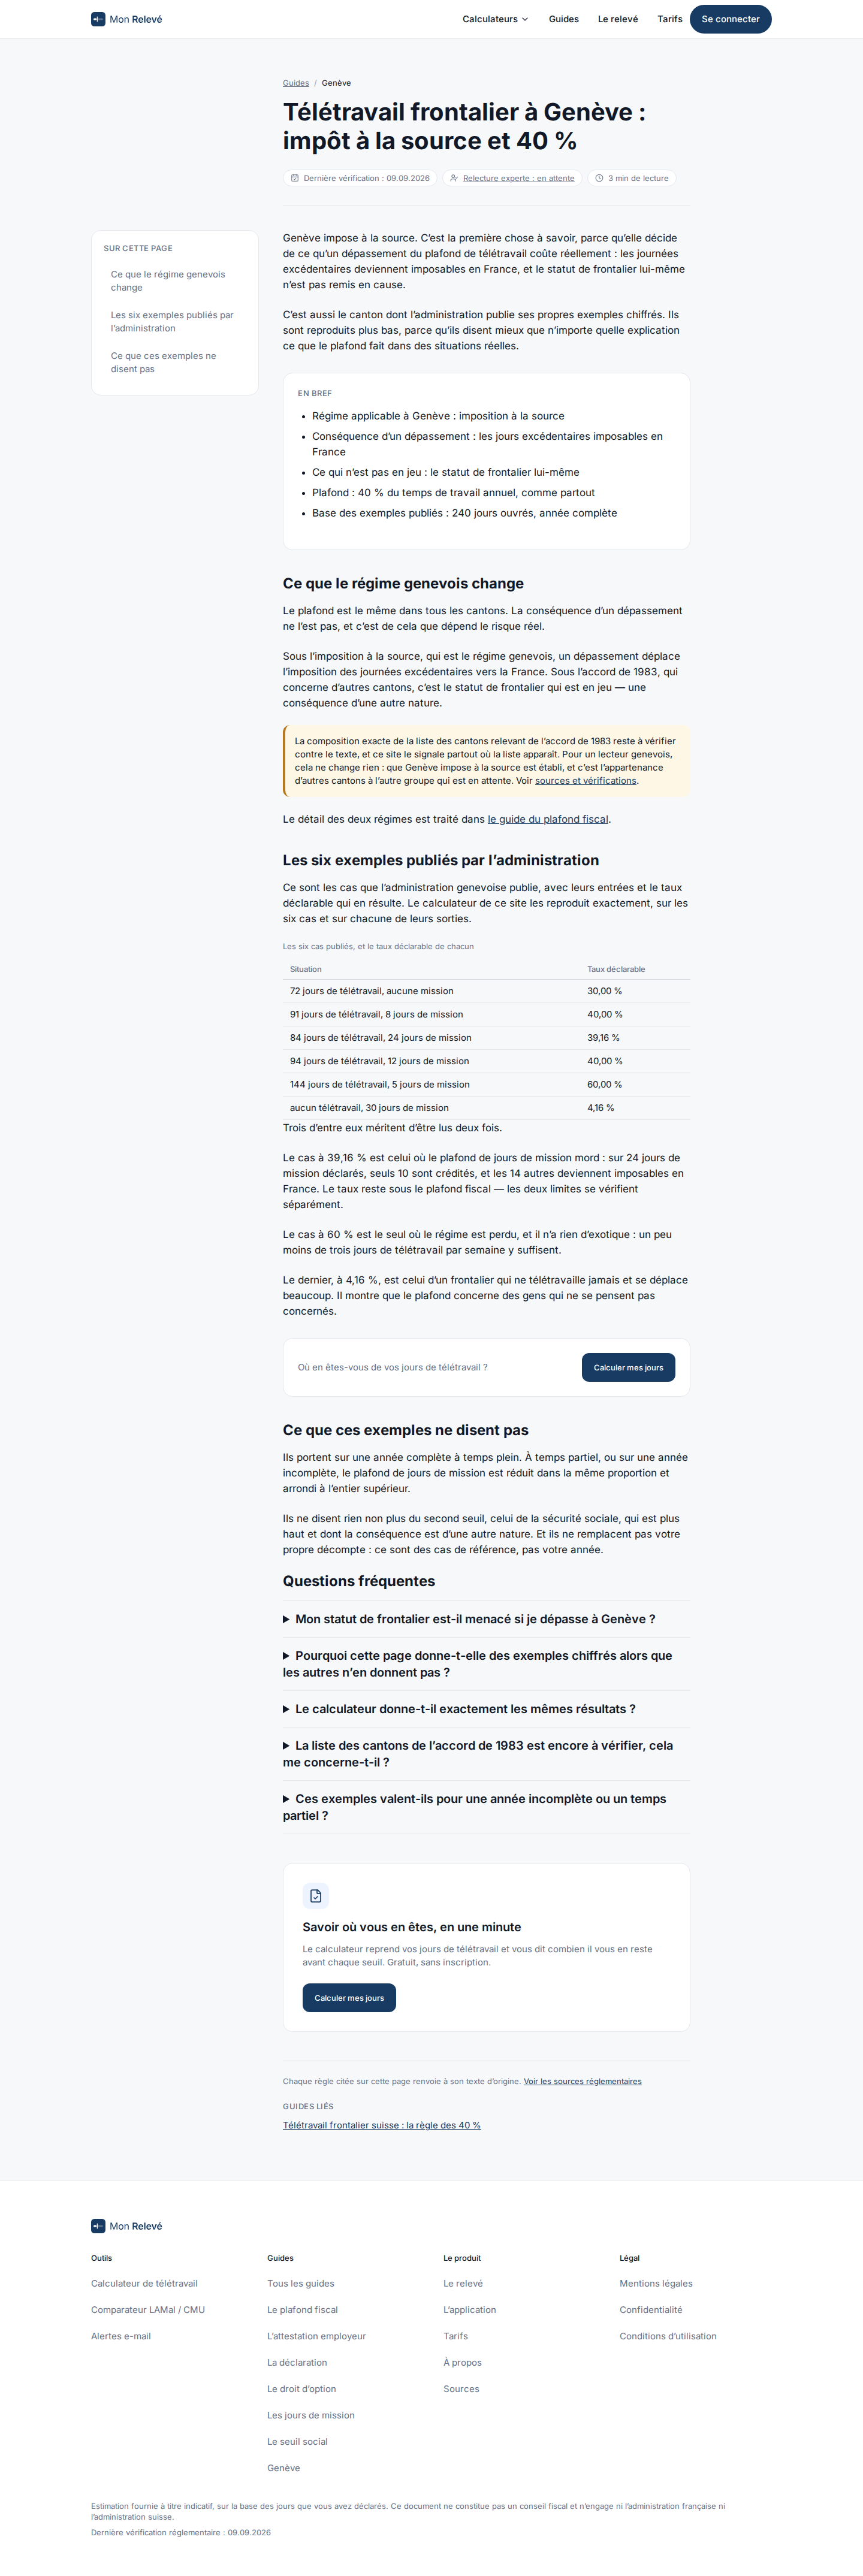 Mon Relevé
Calculateurs
Guides
Le relevé
Tarifs
Se connecter
Guides / Genève
Télétravail frontalier à Genève :
impôt à la source et 40 %
Dernière vérification : 09.09.2026
Relecture experte : en attente
3 min de lecture
SUR CETTE PAGE
Ce que le régime genevois
change
Les six exemples publiés par
l’administration
Ce que ces exemples ne
disent pas
Genève impose à la source. C’est la première chose à savoir, parce qu’elle décide
de ce qu’un dépassement du plafond de télétravail coûte réellement : les journées
excédentaires deviennent imposables en France, et le statut de frontalier lui-même
n’est pas remis en cause.
C’est aussi le canton dont l’administration publie ses propres exemples chiffrés. Ils
sont reproduits plus bas, parce qu’ils disent mieux que n’importe quelle explication
ce que le plafond fait dans des situations réelles.
EN BREF
• Régime applicable à Genève : imposition à la source
• Conséquence d’un dépassement : les jours excédentaires imposables en
France
• Ce qui n’est pas en jeu : le statut de frontalier lui-même
• Plafond : 40 % du temps de travail annuel, comme partout
• Base des exemples publiés : 240 jours ouvrés, année complète
Ce que le régime genevois change
Le plafond est le même dans tous les cantons. La conséquence d’un dépassement
ne l’est pas, et c’est de cela que dépend le risque réel.
Sous l’imposition à la source, qui est le régime genevois, un dépassement déplace
l’imposition des journées excédentaires vers la France. Sous l’accord de 1983, qui
concerne d’autres cantons, c’est le statut de frontalier qui est en jeu — une
conséquence d’une autre nature.
La composition exacte de la liste des cantons relevant de l’accord de 1983 reste à vérifier
contre le texte, et ce site le signale partout où la liste apparaît. Pour un lecteur genevois,
cela ne change rien : que Genève impose à la source est établi, et c’est l’appartenance
d’autres cantons à l’autre groupe qui est en attente. Voir sources et vérifications.
Le détail des deux régimes est traité dans le guide du plafond fiscal.
Les six exemples publiés par l’administration
Ce sont les cas que l’administration genevoise publie, avec leurs entrées et le taux
déclarable qui en résulte. Le calculateur de ce site les reproduit exactement, sur les
six cas et sur chacune de leurs sorties.
Les six cas publiés, et le taux déclarable de chacun
Situation Taux déclarable
72 jours de télétravail, aucune mission 30,00 %
91 jours de télétravail, 8 jours de mission 40,00 %
84 jours de télétravail, 24 jours de mission 39,16 %
94 jours de télétravail, 12 jours de mission 40,00 %
144 jours de télétravail, 5 jours de mission 60,00 %
aucun télétravail, 30 jours de mission 4,16 %
Trois d’entre eux méritent d’être lus deux fois.
Le cas à 39,16 % est celui où le plafond de jours de mission mord : sur 24 jours de
mission déclarés, seuls 10 sont crédités, et les 14 autres deviennent imposables en
France. Le taux reste sous le plafond fiscal — les deux limites se vérifient
séparément.
Le cas à 60 % est le seul où le régime est perdu, et il n’a rien d’exotique : un peu
moins de trois jours de télétravail par semaine y suffisent.
Le dernier, à 4,16 %, est celui d’un frontalier qui ne télétravaille jamais et se déplace
beaucoup. Il montre que le plafond concerne des gens qui ne se pensent pas
concernés.
Où en êtes-vous de vos jours de télétravail ?
Calculer mes jours
Ce que ces exemples ne disent pas
Ils portent sur une année complète à temps plein. À temps partiel, ou sur une année
incomplète, le plafond de jours de mission est réduit dans la même proportion et
arrondi à l’entier supérieur.
Ils ne disent rien non plus du second seuil, celui de la sécurité sociale, qui est plus
haut et dont la conséquence est d’une autre nature. Et ils ne remplacent pas votre
propre décompte : ce sont des cas de référence, pas votre année.
Questions fréquentes
Mon statut de frontalier est-il menacé si je dépasse à Genève ?
Pourquoi cette page donne-t-elle des exemples chiffrés alors que
les autres n’en donnent pas ?
Le calculateur donne-t-il exactement les mêmes résultats ?
La liste des cantons de l’accord de 1983 est encore à vérifier, cela
me concerne-t-il ?
Ces exemples valent-ils pour une année incomplète ou un temps
partiel ?
Savoir où vous en êtes, en une minute
Le calculateur reprend vos jours de télétravail et vous dit combien il vous en reste
avant chaque seuil. Gratuit, sans inscription.
Calculer mes jours
Chaque règle citée sur cette page renvoie à son texte d’origine. Voir les sources réglementaires
GUIDES LIÉS
Télétravail frontalier suisse : la règle des 40 %
Mon Relevé
Outils
Calculateur de télétravail
Comparateur LAMal / CMU
Alertes e-mail
Guides
Tous les guides
Le plafond fiscal
L’attestation employeur
La déclaration
Le droit d’option
Les jours de mission
Le seuil social
Genève
Le produit
Le relevé
L’application
Tarifs
À propos
Sources
Légal
Mentions légales
Confidentialité
Conditions d’utilisation
Estimation fournie à titre indicatif, sur la base des jours que vous avez déclarés. Ce document ne constitue pas un conseil fiscal et n’engage ni l’administration française ni
l’administration suisse.
Dernière vérification réglementaire : 09.09.2026